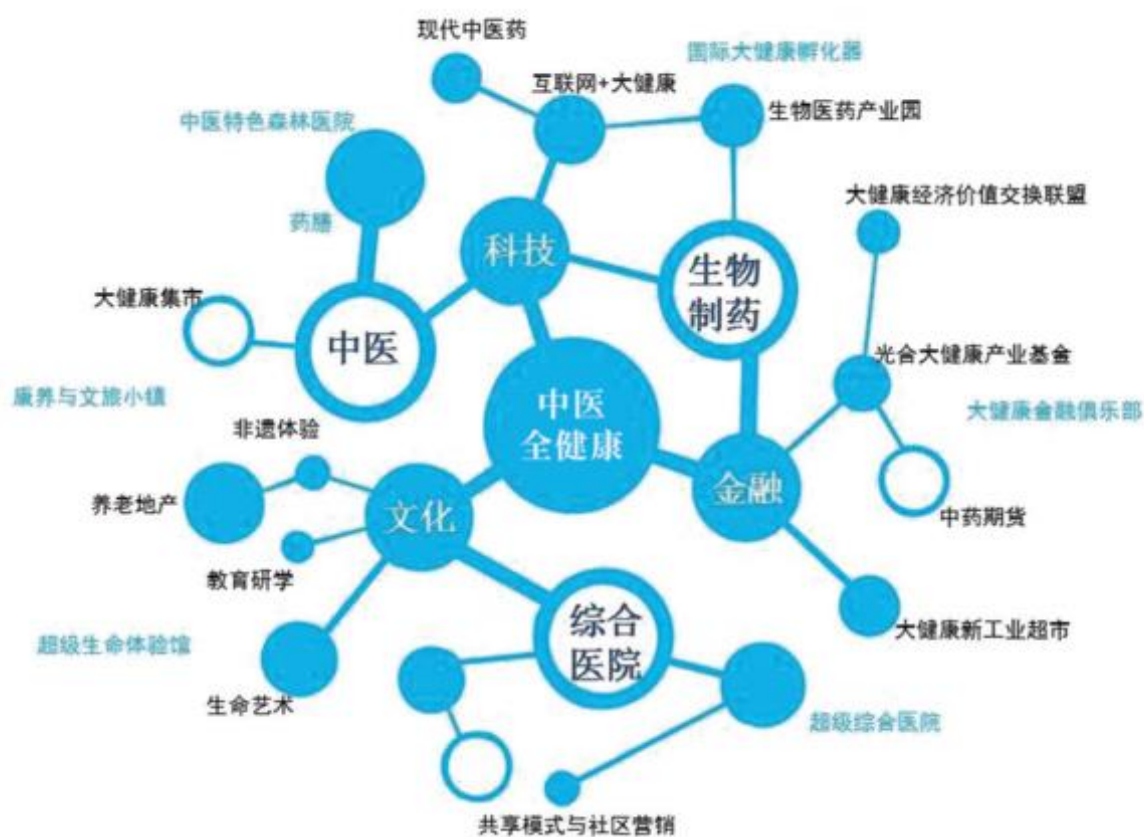 现代中医药
国际大健康孵化器
互联网+大健康
生物医药产业园
中医特色森林医院
大健康经济价值交换联盟
药膳
科技
生物
制药
大健康集市
中医
光合大健康产业基金
康养与文旅小镇
中医
全健康
大健康金融俱乐部
非遗体验
养老地产
文化
金融
中药期货
教育研学
超级生命体验馆
综合
医院
大健康新工业超市
生命艺术
超级综合医院
共享模式与社区营销